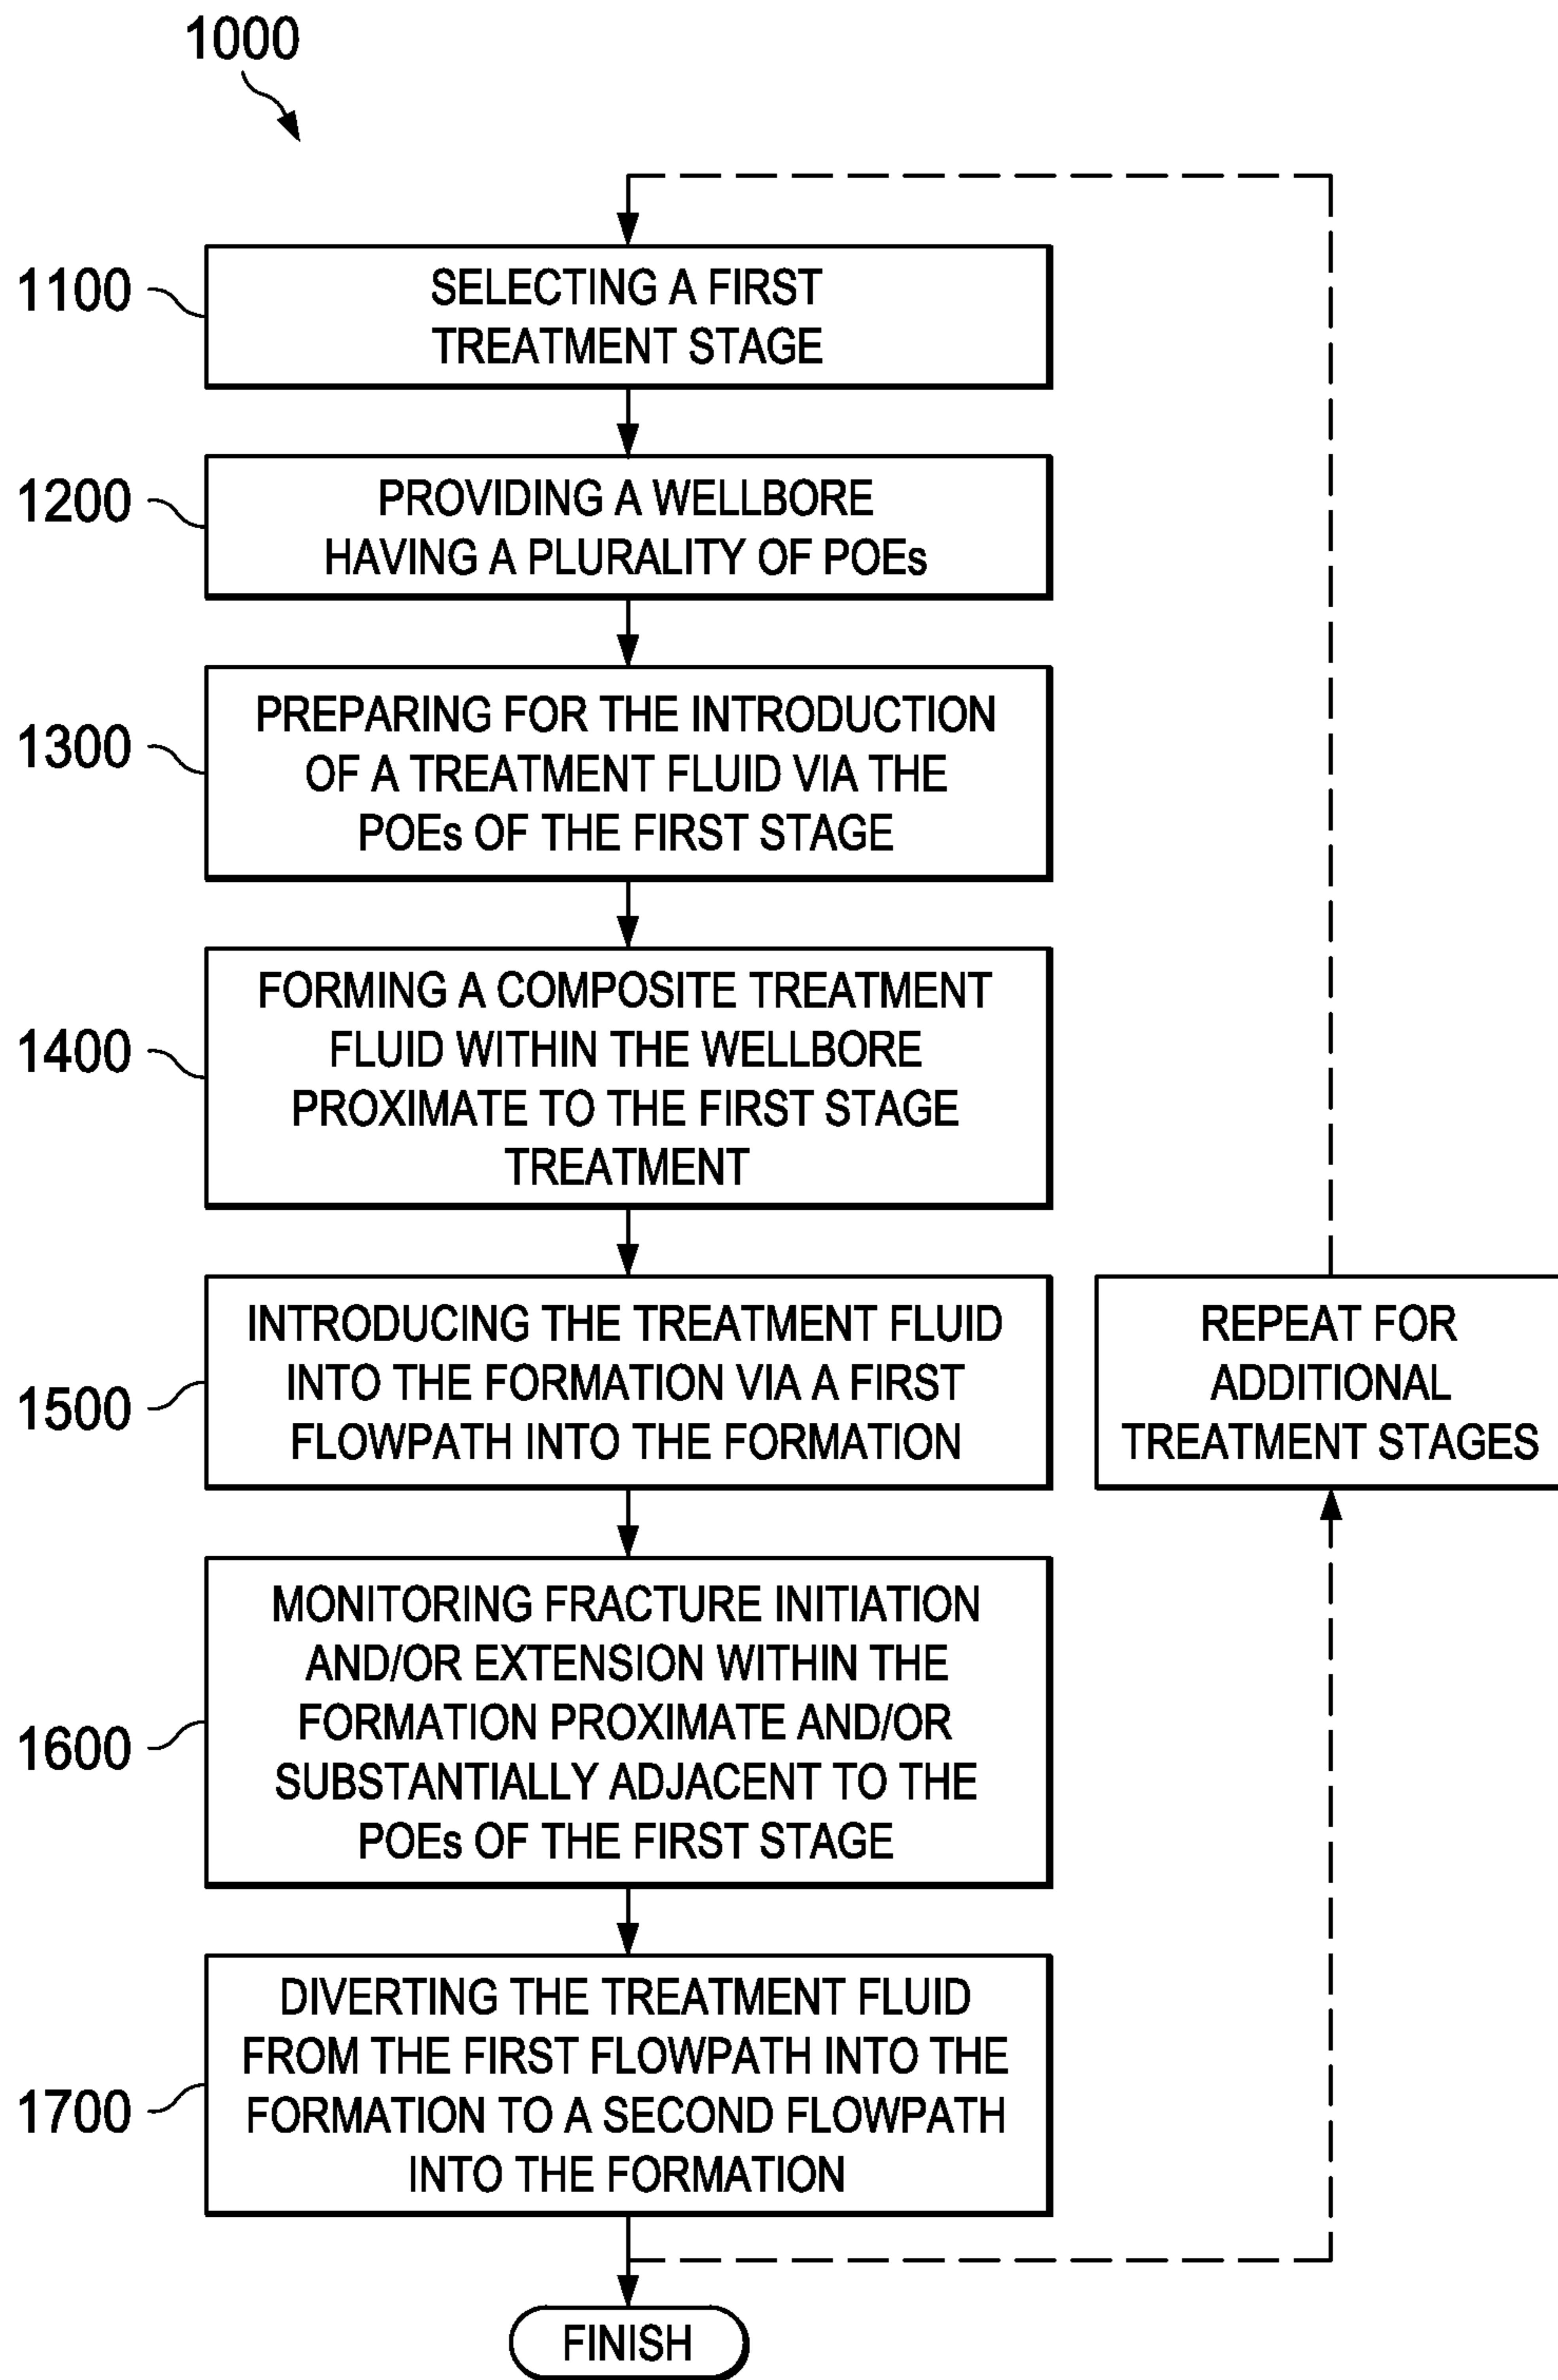 1000
1100
SELECTING A FIRST
TREATMENT STAGE
1200
PROVIDING A WELLBORE
HAVING A PLURALITY OF POEs
1300
PREPARING FOR THE INTRODUCTION
OF A TREATMENT FLUID VIA THE
POEs OF THE FIRST STAGE
1400
FORMING A COMPOSITE TREATMENT
FLUID WITHIN THE WELLBORE
PROXIMATE TO THE FIRST STAGE
TREATMENT
1500
INTRODUCING THE TREATMENT FLUID
INTO THE FORMATION VIA A FIRST
FLOWPATH INTO THE FORMATION
REPEAT FOR
ADDITIONAL
TREATMENT STAGES
1600
MONITORING FRACTURE INITIATION
AND/OR EXTENSION WITHIN THE
FORMATION PROXIMATE AND/OR
SUBSTANTIALLY ADJACENT TO THE
POEs OF THE FIRST STAGE
1700
DIVERTING THE TREATMENT FLUID
FROM THE FIRST FLOWPATH INTO THE
FORMATION TO A SECOND FLOWPATH
INTO THE FORMATION
FINISH